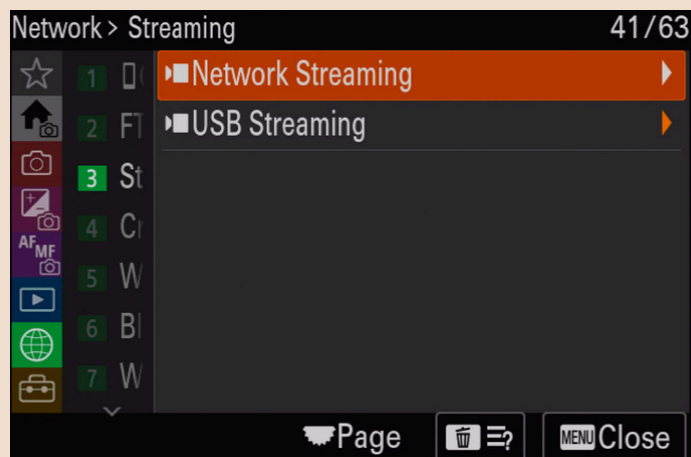 Network > Streaming 41/63
1
Network Streaming
2 FT
USB Streaming
3 St
4 Cr
AF MF
5 W
6 Bl
7 W
Page ? MENU Close